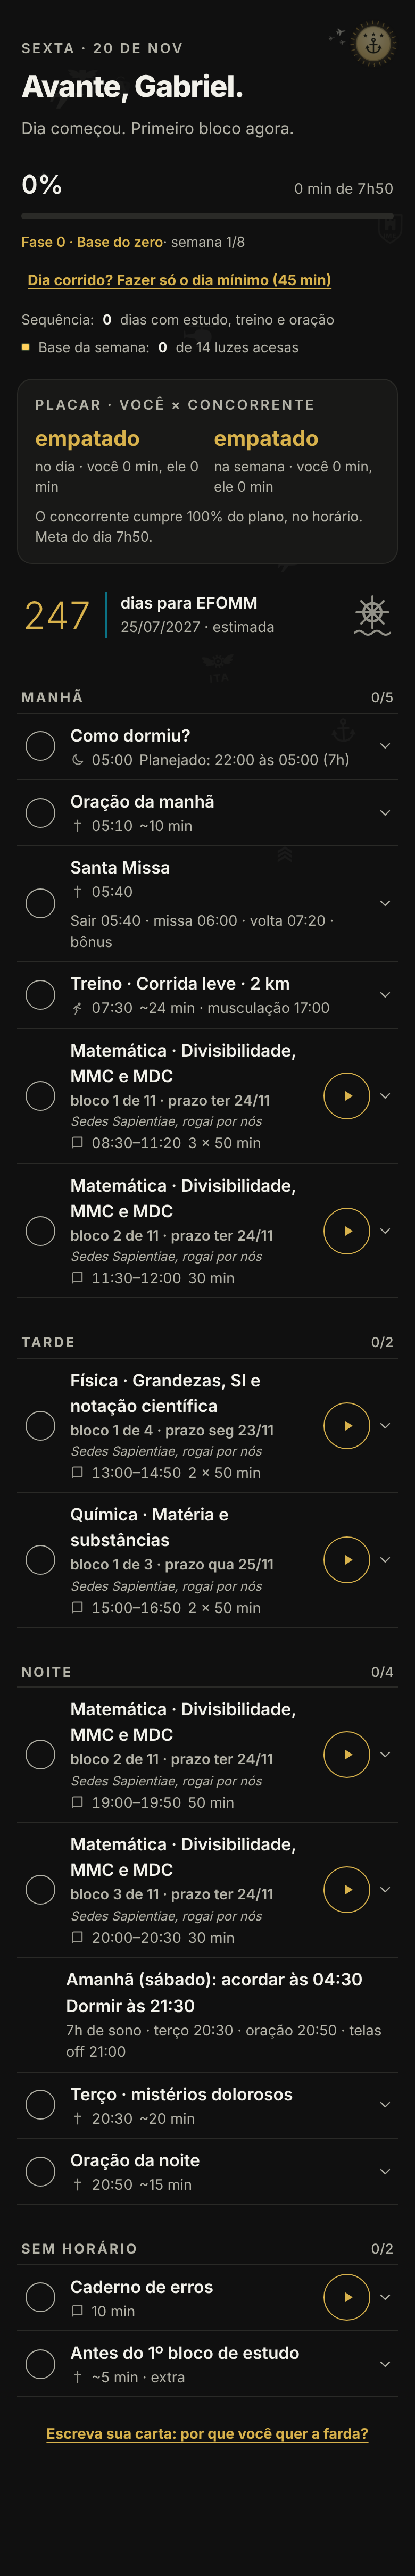 SEXTA · 20 DE NOV
Avante, Gabriel.
Dia começou. Primeiro bloco agora.
0%
0 min de 7h50
Fase 0 · Base do zero · semana 1/8
Dia corrido? Fazer só o dia mínimo (45 min)
Sequência: 0 dias com estudo, treino e oração
Base da semana: 0 de 14 luzes acesas
PLACAR · VOCÊ × CONCORRENTE
empatado
no dia · você 0 min, ele 0
min
empatado
na semana · você 0 min,
ele 0 min
O concorrente cumpre 100% do plano, no horário.
Meta do dia 7h50.
247
dias para EFOMM
25/07/2027 · estimada
ITA
MANHÃ
0/5
Como dormiu?
05:00 Planejado: 22:00 às 05:00 (7h)
Oração da manhã
05:10 ~10 min
Santa Missa
05:40
Sair 05:40 · missa 06:00 · volta 07:20 ·
bônus
Treino · Corrida leve · 2 km
07:30 ~24 min · musculação 17:00
Matemática · Divisibilidade,
MMC e MDC
bloco 1 de 11 · prazo ter 24/11
Sedes Sapientiae, rogai por nós
08:30–11:20 3 × 50 min
Matemática · Divisibilidade,
MMC e MDC
bloco 2 de 11 · prazo ter 24/11
Sedes Sapientiae, rogai por nós
11:30–12:00 30 min
TARDE
0/2
Física · Grandezas, SI e
notação científica
bloco 1 de 4 · prazo seg 23/11
Sedes Sapientiae, rogai por nós
13:00–14:50 2 × 50 min
Química · Matéria e
substâncias
bloco 1 de 3 · prazo qua 25/11
Sedes Sapientiae, rogai por nós
15:00–16:50 2 × 50 min
NOITE
0/4
Matemática · Divisibilidade,
MMC e MDC
bloco 2 de 11 · prazo ter 24/11
Sedes Sapientiae, rogai por nós
19:00–19:50 50 min
Matemática · Divisibilidade,
MMC e MDC
bloco 3 de 11 · prazo ter 24/11
Sedes Sapientiae, rogai por nós
20:00–20:30 30 min
Amanhã (sábado): acordar às 04:30
Dormir às 21:30
7h de sono · terço 20:30 · oração 20:50 · telas
off 21:00
Terço · mistérios dolorosos
20:30 ~20 min
Oração da noite
20:50 ~15 min
SEM HORÁRIO
0/2
Caderno de erros
10 min
Antes do 1º bloco de estudo
~5 min · extra
Escreva sua carta: por que você quer a farda?